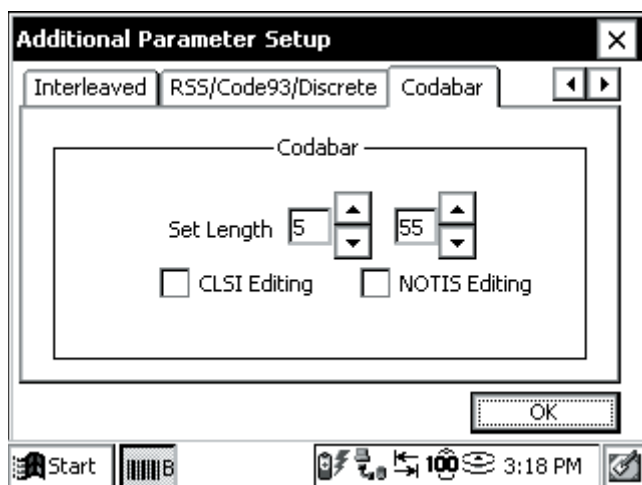 Additional Parameter Setup
Interleaved RSS/Code93/Discrete Codabar
Codabar
Set Length 5 55
CLSI Editing NOTIS Editing
OK
Start B 100 3:18 PM